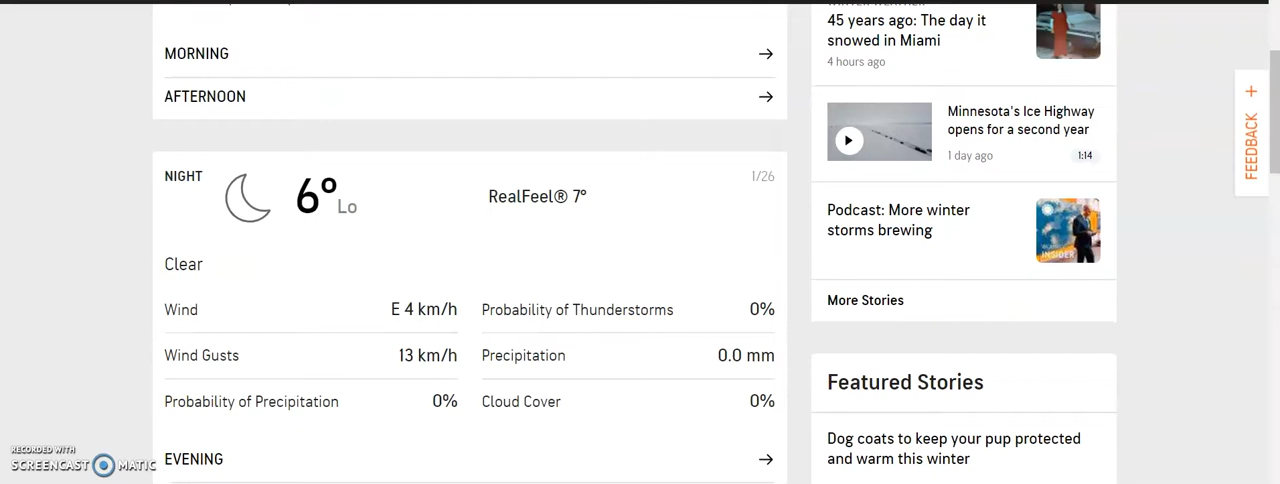 MORNING
AFTERNOON
NIGHT
6° Lo
RealFeel® 7°
1/26
Clear
Wind E 4 km/h
Probability of Thunderstorms 0%
Wind Gusts 13 km/h
Precipitation 0.0 mm
Probability of Precipitation 0%
Cloud Cover 0%
EVENING
45 years ago: The day it
snowed in Miami
4 hours ago
Minnesota's Ice Highway
opens for a second year
1 day ago 1:14
Podcast: More winter
storms brewing
INSIDER
More Stories
Featured Stories
Dog coats to keep your pup protected
and warm this winter
FEEDBACK +
RECORDED WITH
SCREENCAST MATIC